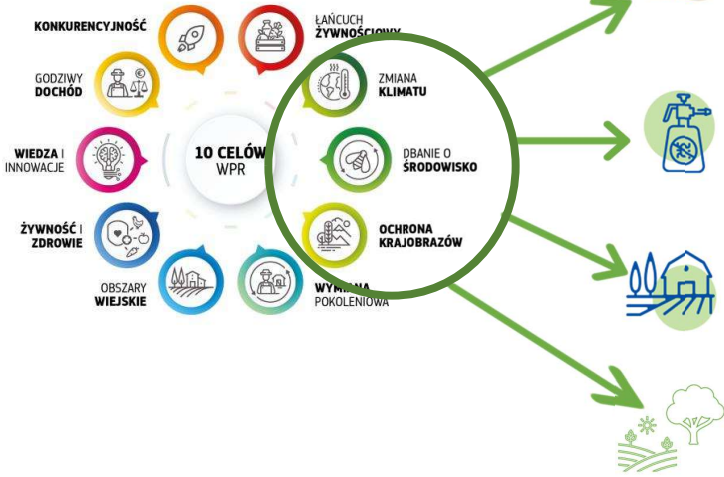 KONKURENCYJNOŚĆ
ŁAŃCUCH
ŻYWNOŚCIOWY
GODZIWY
DOCHÓD
ZMIANA
KLIMATU
WIEDZA I
INNOWACJE
10 CELÓW
WPR
DBANIE O
ŚRODOWISKO
ŻYWNOŚĆ I
ZDROWIE
OCHRONA
KRAJOBRAZÓW
OBSZARY
WIEJSKIE
WYMIANA
POKOLENIOWA